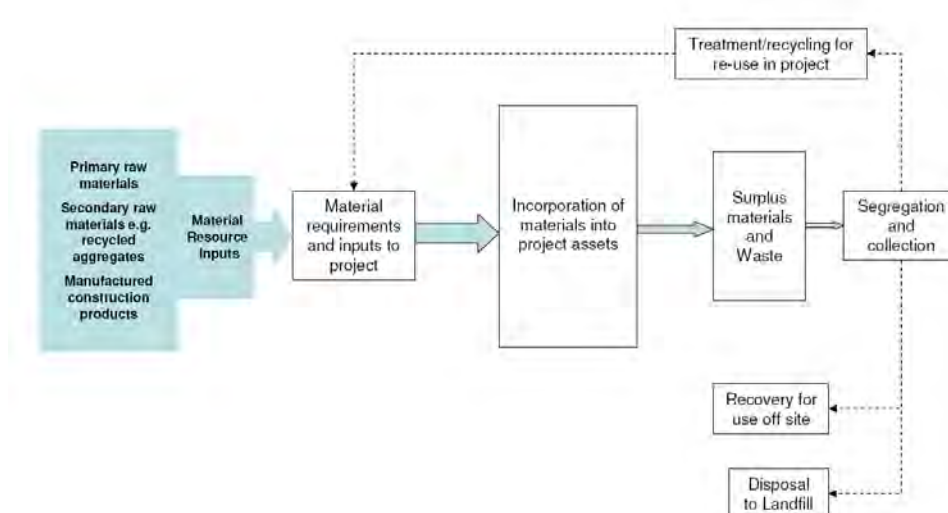 Treatment/recycling for
re-use in project
Primary raw
materials
Secondary raw
materials e.g.
recycled
aggregates
Manufactured
construction
products
Material
Resource
Inputs
Material
requirements
and inputs to
project
Incorporation of
materials into
project assets
Surplus
materials
and
Waste
Segregation
and
collection
Recovery for
use off site
Disposal
to Landfill